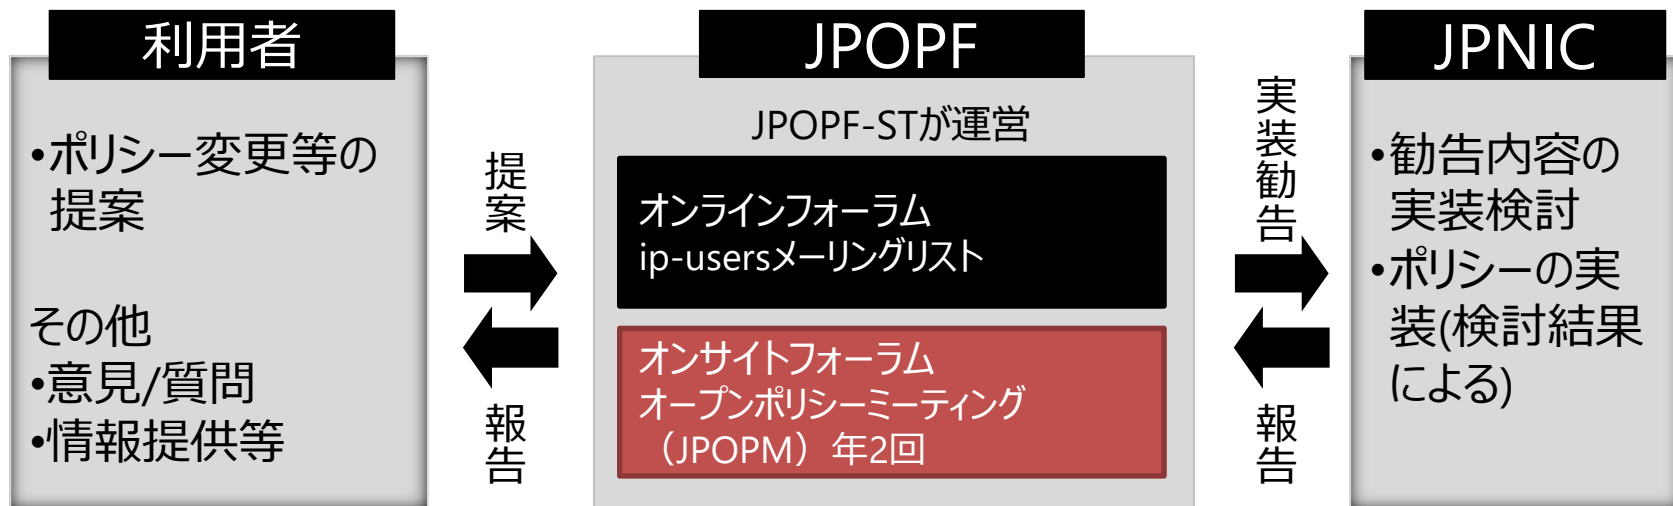 利用者
•ポリシー変更等の
提案
その他
•意見/質問
•情報提供等
提案
報告
JPOPF
JPOPF-STが運営
オンラインフォーラム
ip-usersメーリングリスト
オンサイトフォーラム
オープンポリシーミーティング
（JPOPM）年2回
実装勧告
報告
JPNIC
•勧告内容の
実装検討
•ポリシーの実
装(検討結果
による)